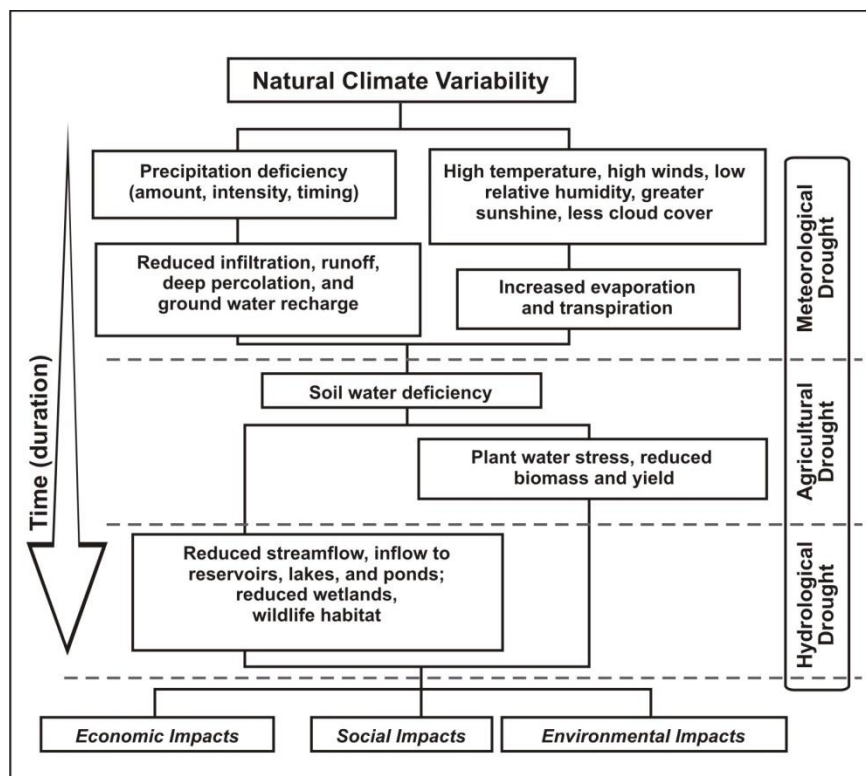 Natural Climate Variability
Precipitation deficiency
(amount, intensity, timing)
High temperature, high winds, low
relative humidity, greater
sunshine, less cloud cover
Reduced infiltration, runoff,
deep percolation, and
ground water recharge
Increased evaporation
and transpiration
Meteorological
Drought
Time (duration)
Soil water deficiency
Plant water stress, reduced
biomass and yield
Agricultural
Drought
Reduced streamflow, inflow to
reservoirs, lakes, and ponds;
reduced wetlands,
wildlife habitat
Hydrological
Drought
Economic Impacts
Social Impacts
Environmental Impacts